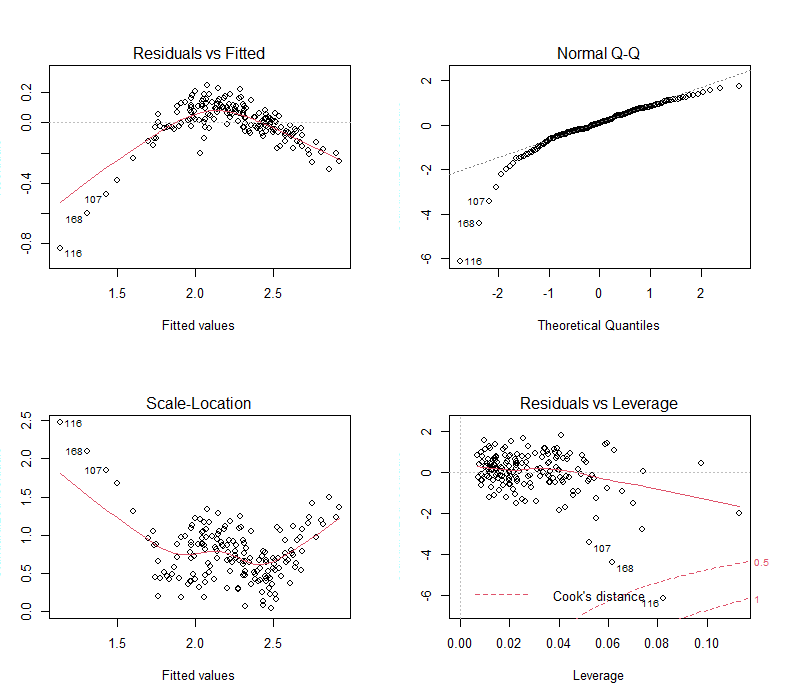 Residuals vs Fitted
0.2
0.0
-0.4
-0.8
107
168
116
1.5 2.0 2.5
Fitted values
Normal Q-Q
2
0
-2
-4
-6
107
168
116
-2 -1 0 1 2
Theoretical Quantiles
Scale-Location
2.5
2.0
1.5
1.0
0.5
0.0
116
168
107
1.5 2.0 2.5
Fitted values
Residuals vs Leverage
2
0
-2
-4
-6
107
168
0.5
Cook's distance
116
1
0.00 0.02 0.04 0.06 0.08 0.10
Leverage